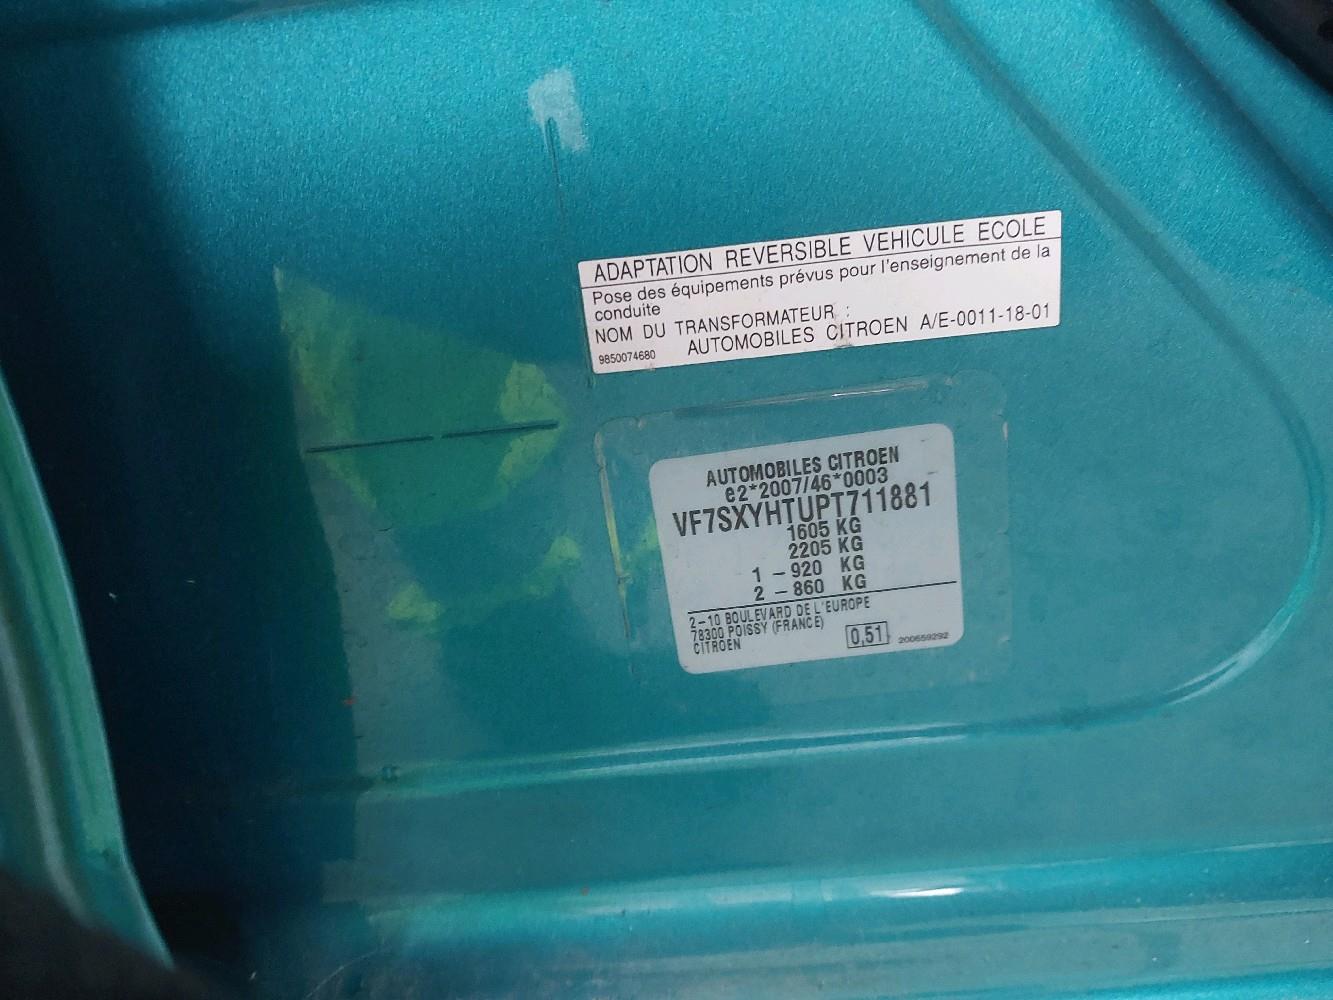 ADAPTATION REVERSIBLE VEHICULE ECOLE
Pose des équipements prévus pour l'enseignement de la
conduite
NOM DU TRANSFORMATEUR :
9850074680 AUTOMOBILES CITROEN A/E-0011-18-01
AUTOMOBILES CITROEN
e2*2007/46*0003
VF7SXYHTUPT711881
1605 KG
2205 KG
1 - 920 KG
2 - 860 KG
2-10 BOULEVARD DE L'EUROPE
78300 POISSY (FRANCE)
CITROEN 0,51 200659292